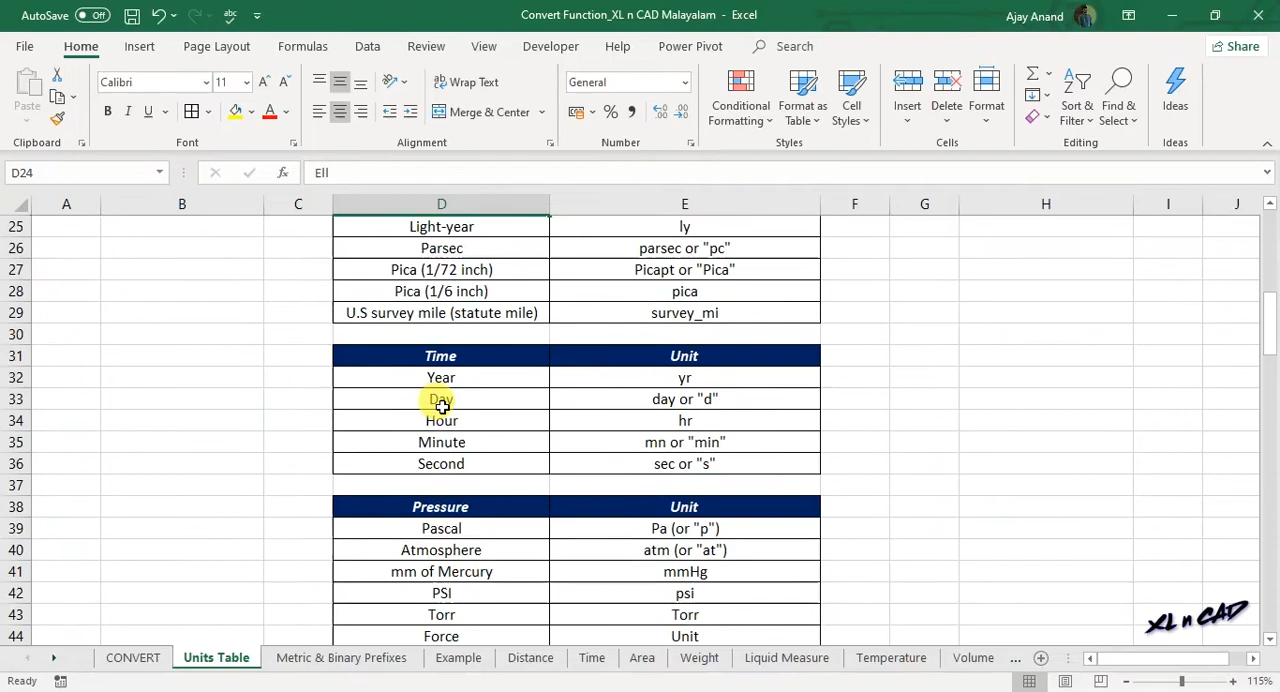 AutoSave Off
Convert Function_XL n CAD Malayalam - Excel
Ajay Anand
File Home Insert Page Layout Formulas Data Review View Developer Help Power Pivot Search Share
Paste
Calibri 11
Wrap Text
General
Merge & Center
Conditional Formatting
Format as Table
Cell Styles
Insert Delete Format
Sort & Filter
Find & Select
Ideas
Clipboard Font Alignment Number Styles Cells Editing Ideas
D24 fx Ell
A B C D E F G H I J
25 Light-year ly
26 Parsec parsec or "pc"
27 Pica (1/72 inch) Picapt or "Pica"
28 Pica (1/6 inch) pica
29 U.S survey mile (statute mile) survey_mi
30
31 Time Unit
32 Year yr
33 Day day or "d"
34 Hour hr
35 Minute mn or "min"
36 Second sec or "s"
37
38 Pressure Unit
39 Pascal Pa (or "p")
40 Atmosphere atm (or "at")
41 mm of Mercury mmHg
42 PSI psi
43 Torr Torr
44 Force Unit
XL n CAD
CONVERT Units Table Metric & Binary Prefixes Example Distance Time Area Weight Liquid Measure Temperature Volume ...
Ready 115%